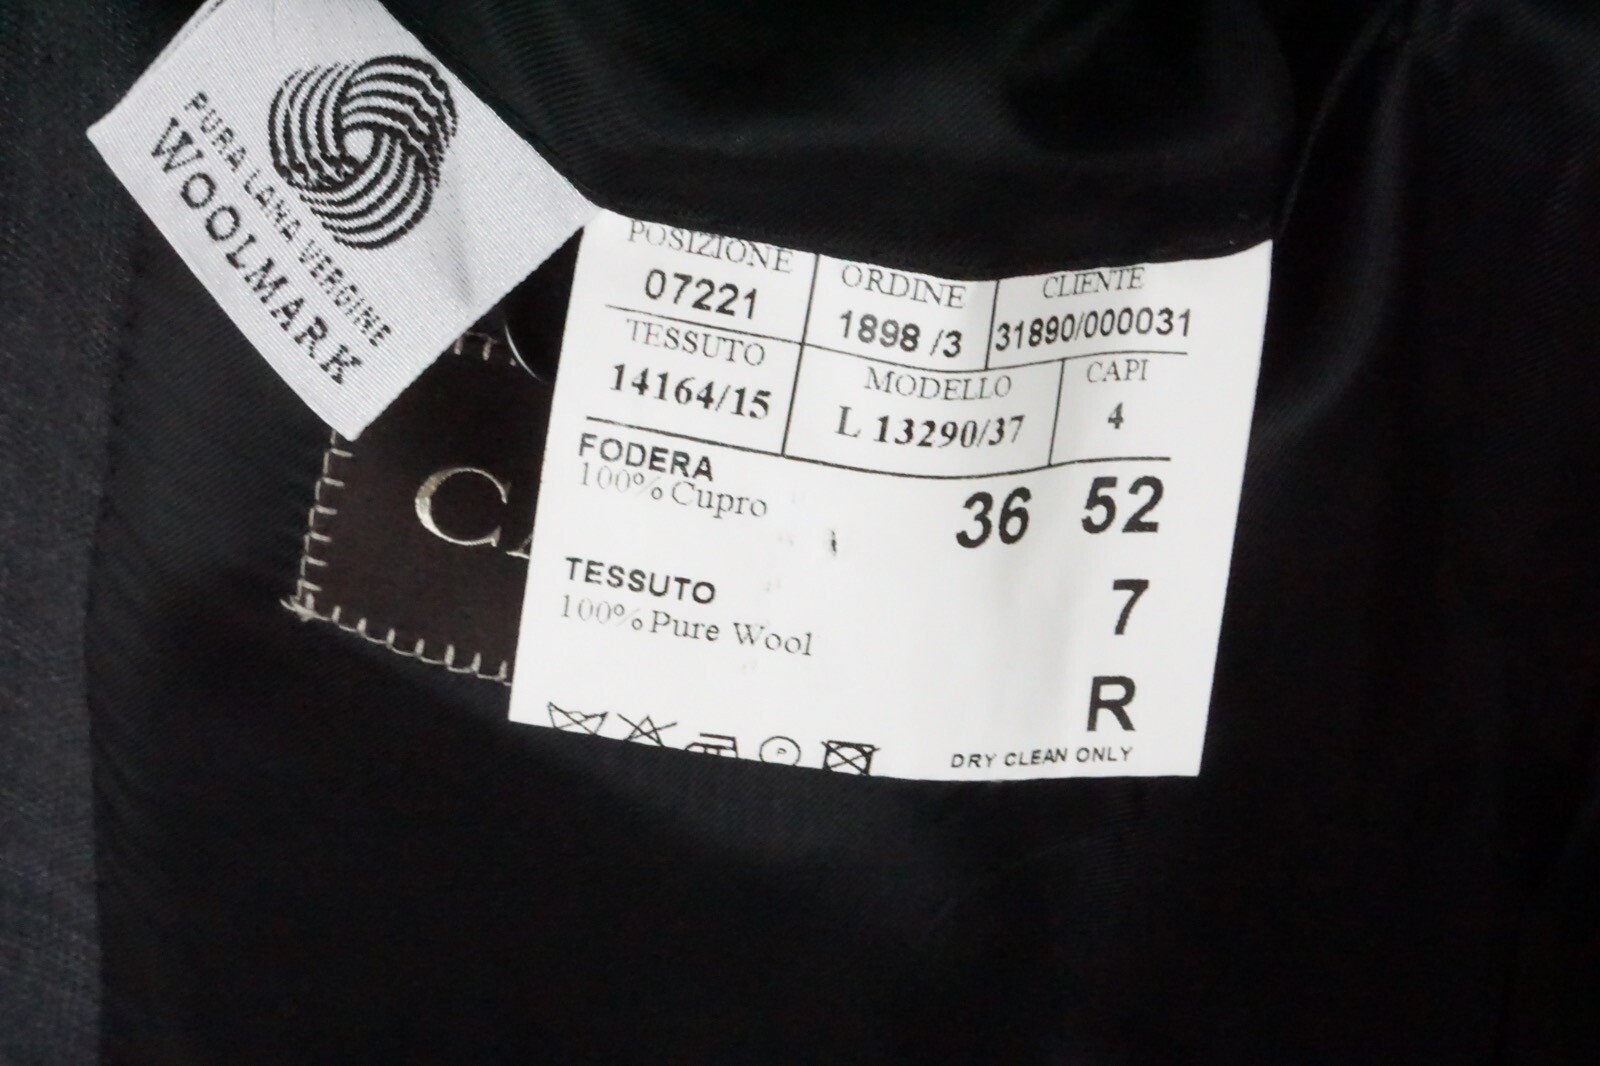 PURA LANA VERGINE
WOOLMARK
POSIZIONE ORDINE CLIENTE
07221 1898 /3 31890/000031
TESSUTO MODELLO CAPI
14164/15 L 13290/37 4
FODERA
100% Cupro 36 52
TESSUTO 7
100% Pure Wool
R
DRY CLEAN ONLY